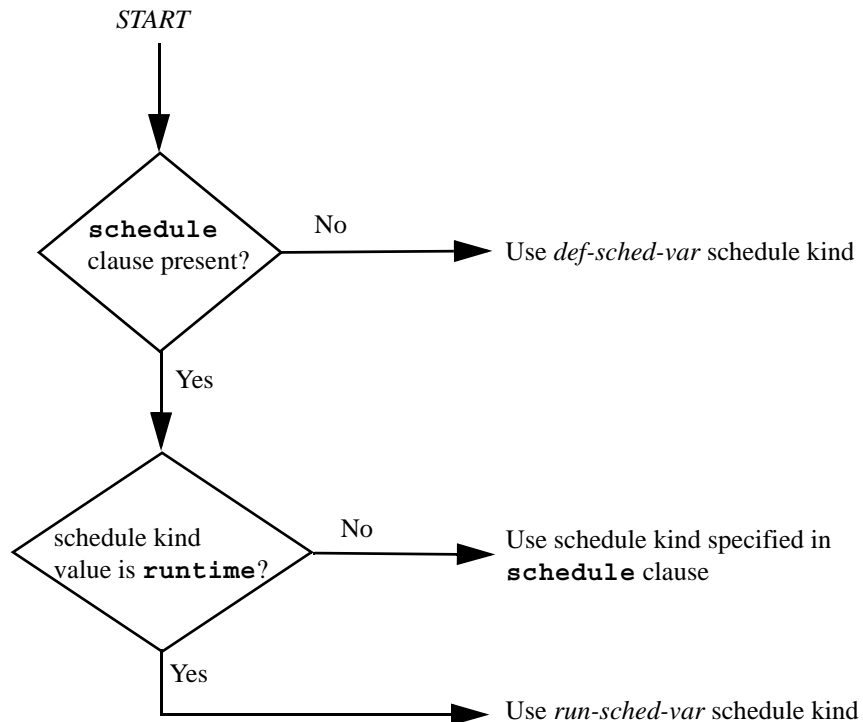 START
schedule
clause present?
No
Use def-sched-var schedule kind
Yes
schedule kind
value is runtime?
No
Use schedule kind specified in
schedule clause
Yes
Use run-sched-var schedule kind